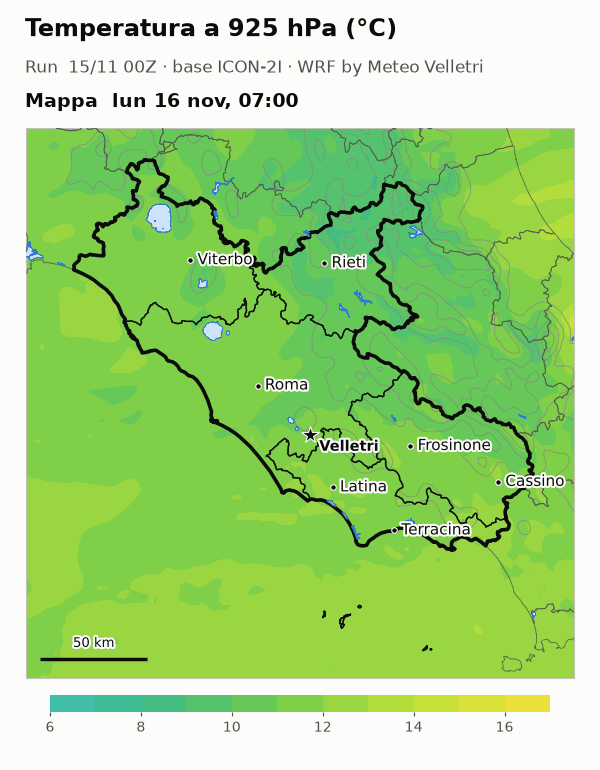 Temperatura a 925 hPa (°C)
Run  15/11 00Z · base ICON-2I · WRF by Meteo Velletri
Mappa  lun 16 nov, 07:00
Viterbo
Rieti
Roma
Velletri
Frosinone
Cassino
Latina
Terracina
50 km
6 8 10 12 14 16